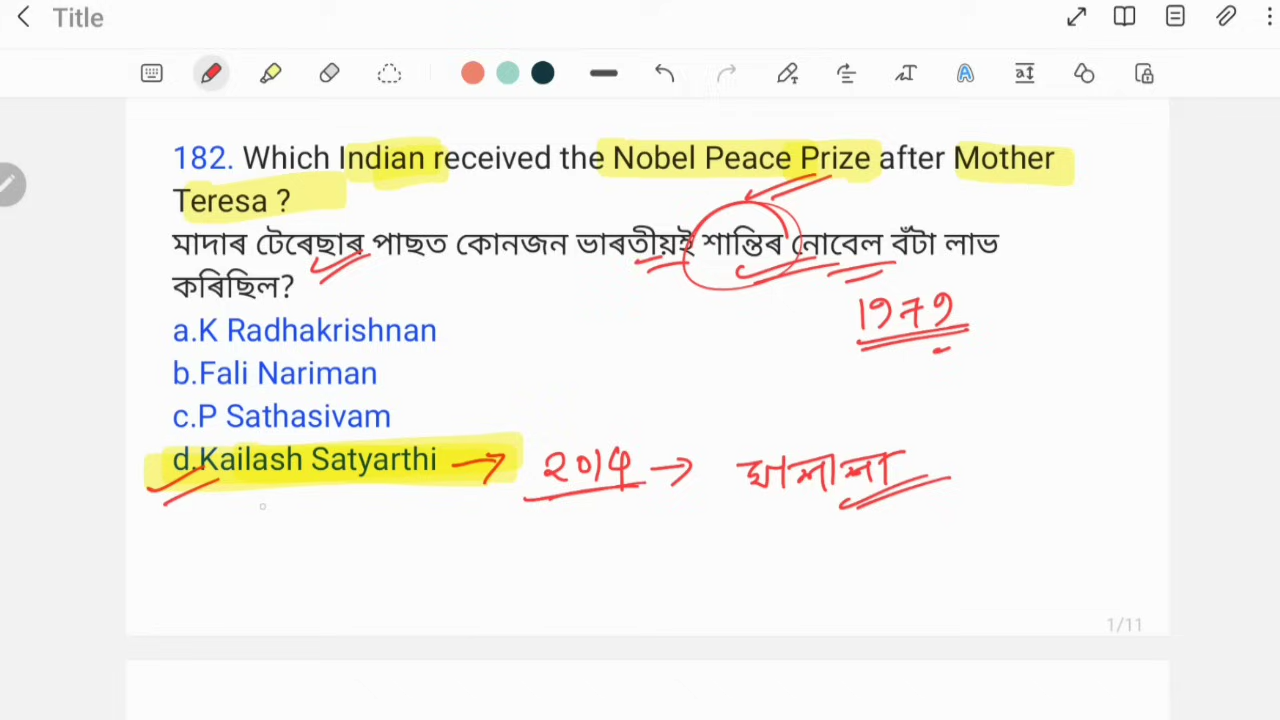 Title
182. Which Indian received the Nobel Peace Prize after Mother
Teresa ?
মাদাৰ টেৰেছাৰ পাছত কোনজন ভাৰতীয়ই শান্তিৰ নোবেল বঁটা লাভ
কৰিছিল?
1979
a.K Radhakrishnan
b.Fali Nariman
c.P Sathasivam
d.Kailash Satyarthi → 2014 →
1/11